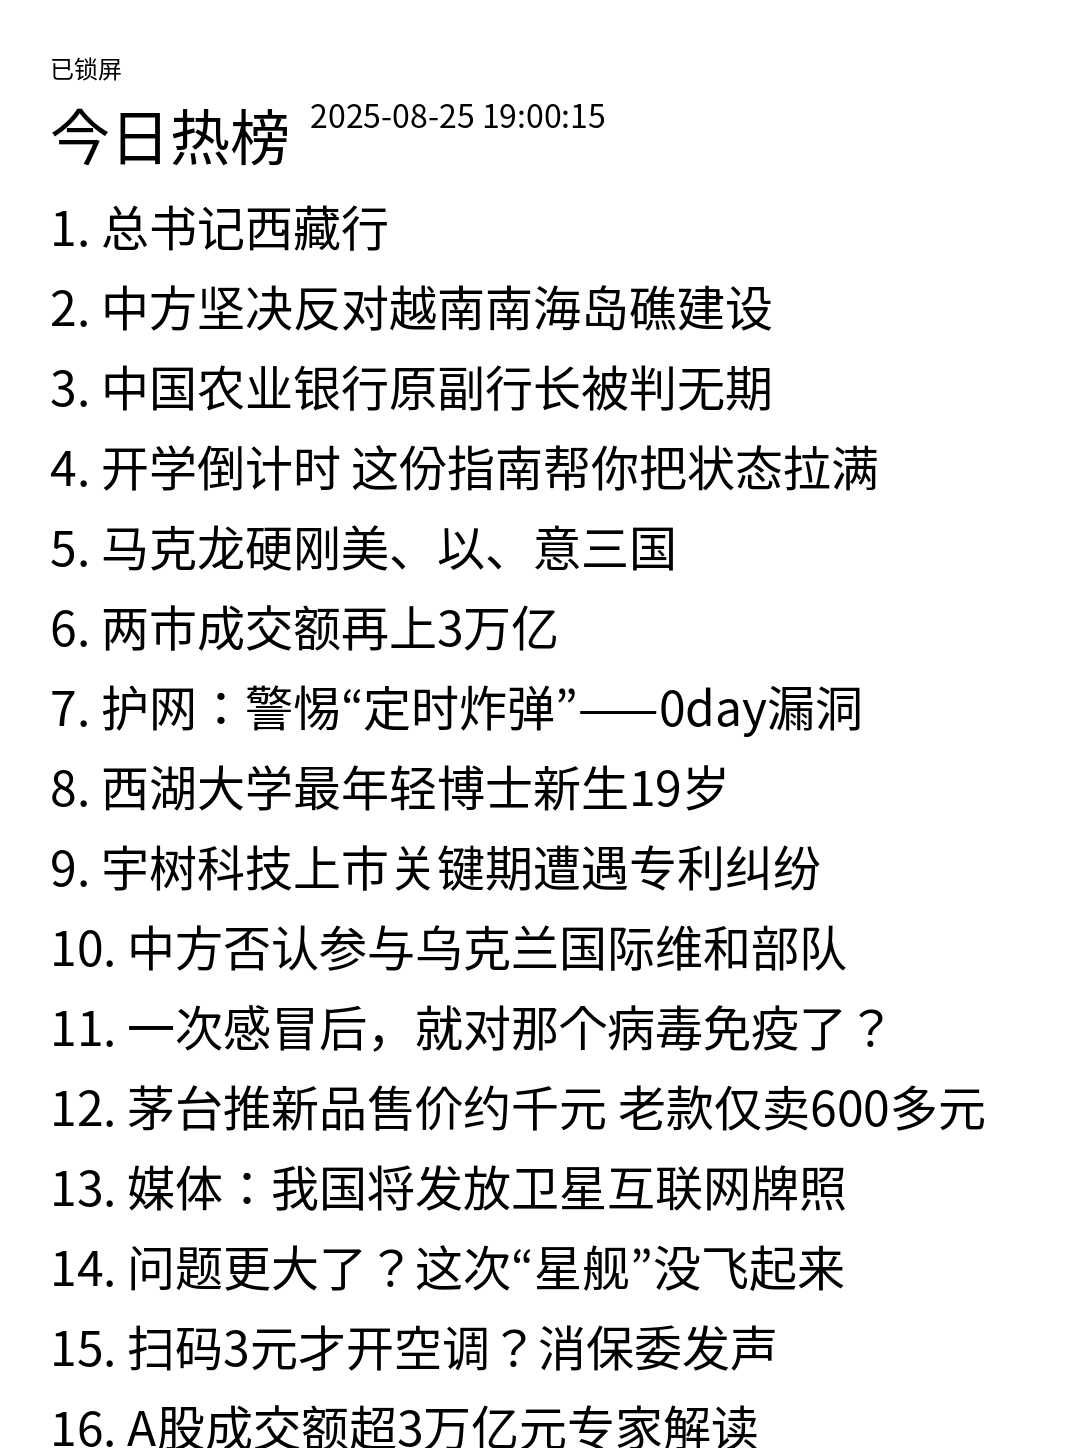 已锁屏
今日热榜 2025-08-25 19:00:15
1. 总书记西藏行
2. 中方坚决反对越南南海岛礁建设
3. 中国农业银行原副行长被判无期
4. 开学倒计时 这份指南帮你把状态拉满
5. 马克龙硬刚美、以、意三国
6. 两市成交额再上3万亿
7. 护网：警惕“定时炸弹”——0day漏洞
8. 西湖大学最年轻博士新生19岁
9. 宇树科技上市关键期遭遇专利纠纷
10. 中方否认参与乌克兰国际维和部队
11. 一次感冒后，就对那个病毒免疫了？
12. 茅台推新品售价约千元 老款仅卖600多元
13. 媒体：我国将发放卫星互联网牌照
14. 问题更大了？这次“星舰”没飞起来
15. 扫码3元才开空调？消保委发声
16. A股成交额超3万亿元专家解读